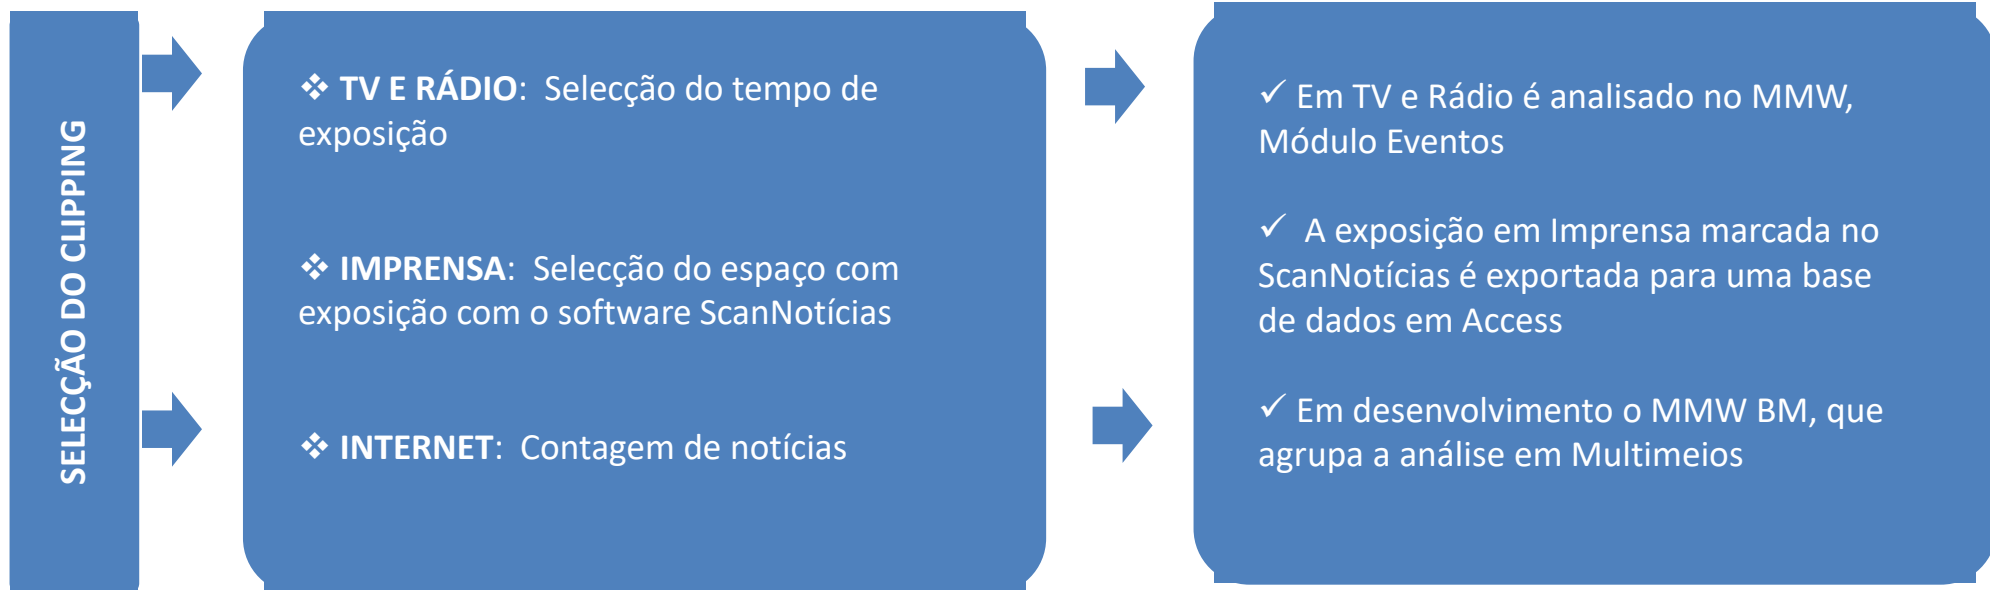 SELECÇÃO DO CLIPPING
❖ TV E RÁDIO: Selecção do tempo de
exposição
❖ IMPRENSA: Selecção do espaço com
exposição com o software ScanNotícias
❖ INTERNET: Contagem de notícias
✓ Em TV e Rádio é analisado no MMW,
Módulo Eventos
✓ A exposição em Imprensa marcada no
ScanNotícias é exportada para uma base
de dados em Access
✓ Em desenvolvimento o MMW BM, que
agrupa a análise em Multimeios